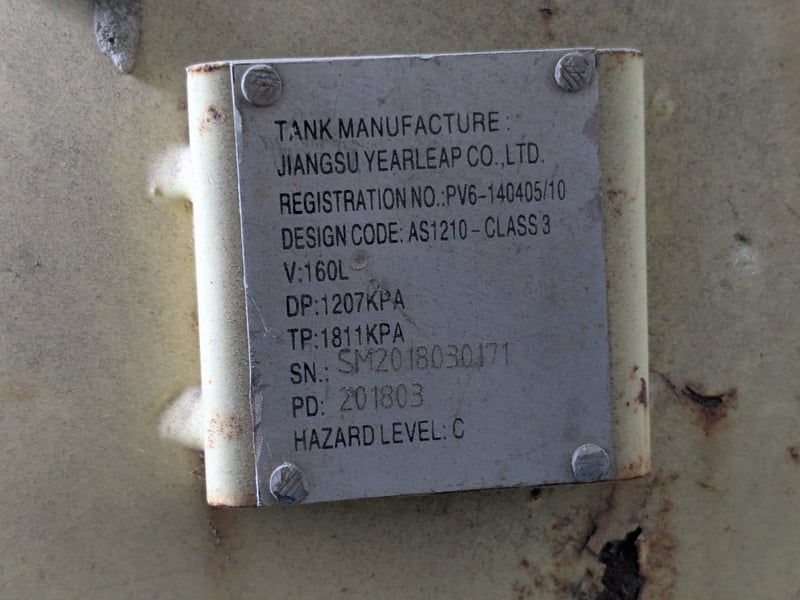 TANK MANUFACTURE:
JIANGSU YEARLEAP CO.,LTD.
REGISTRATION NO.:PV6-140405/10
DESIGN CODE: AS1210-CLASS 3
V:160L
DP:1207KPA
TP:1811KPA
SN.: SM2018030171
PD: 201803
HAZARD LEVEL: C